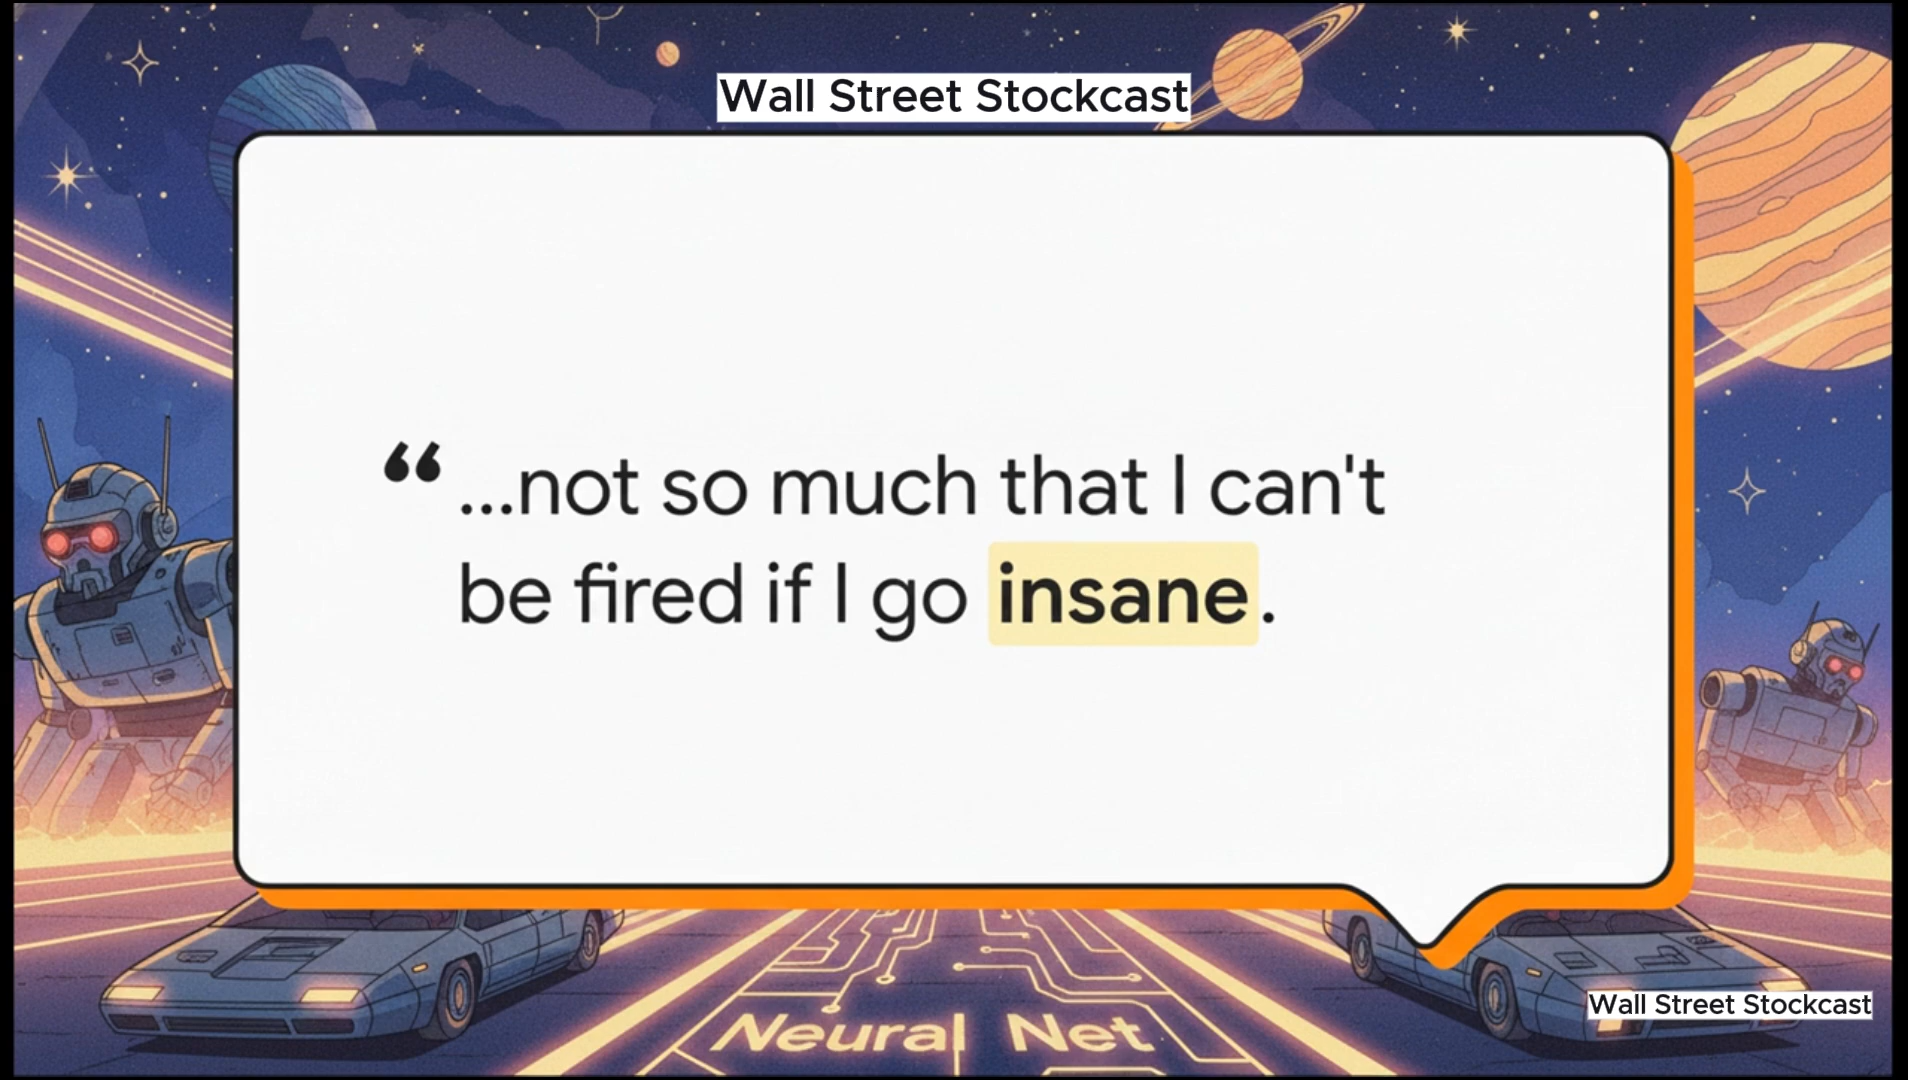 Wall Street Stockcast
“...not so much that I can't
be fired if I go insane.
Wall Street Stockcast
Neural Net